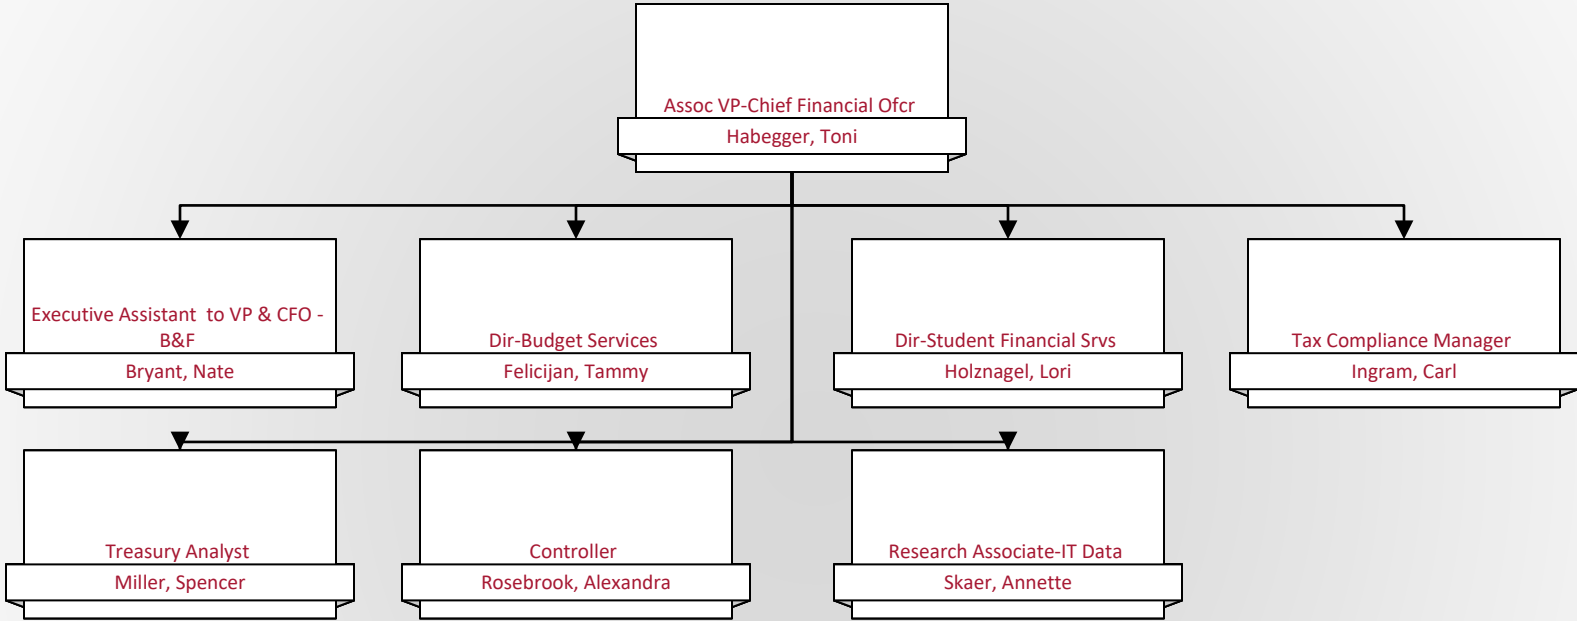 Assoc VP-Chief Financial Ofcr
Habegger, Toni
Executive Assistant  to VP & CFO -
B&F
Bryant, Nate
Dir-Budget Services
Felicijan, Tammy
Dir-Student Financial Srvs
Holznagel, Lori
Tax Compliance Manager
Ingram, Carl
Treasury Analyst
Miller, Spencer
Controller
Rosebrook, Alexandra
Research Associate-IT Data
Skaer, Annette